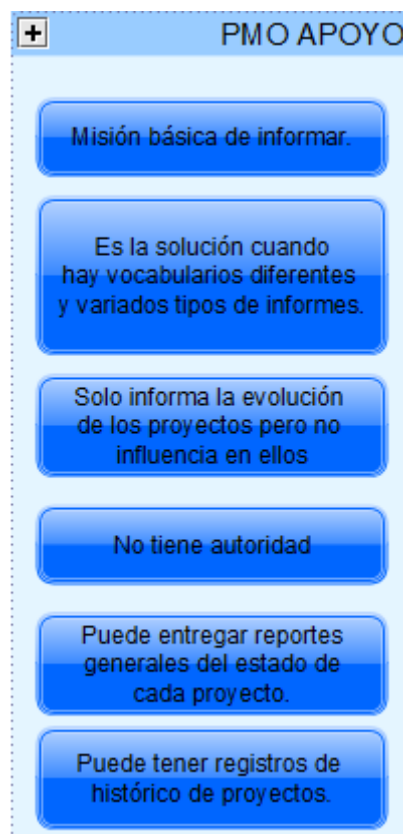 PMO APOYO
Misión básica de informar.
Es la solución cuando
hay vocabularios diferentes
y variados tipos de informes.
Solo informa la evolución
de los proyectos pero no
influencia en ellos
No tiene autoridad
Puede entregar reportes
generales del estado de
cada proyecto.
Puede tener registros de
histórico de proyectos.